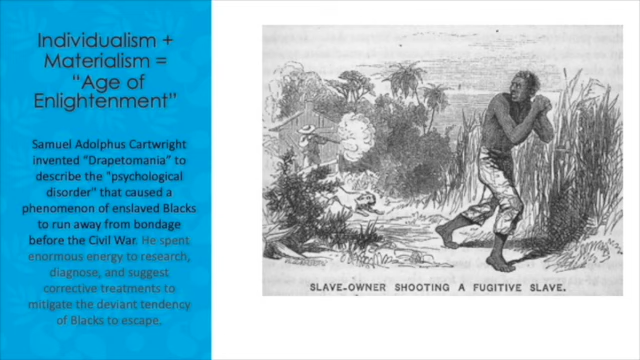 Individualism +
Materialism =
“Age of
Enlightenment”
Samuel Adolphus Cartwright
invented “Drapetomania” to
describe the "psychological
disorder" that caused a
phenomenon of enslaved Blacks
to run away from bondage
before the Civil War. He spent
enormous energy to research,
diagnose, and suggest
corrective treatments to
mitigate the deviant tendency
of Blacks to escape.
SLAVE-OWNER SHOOTING A FUGITIVE SLAVE.